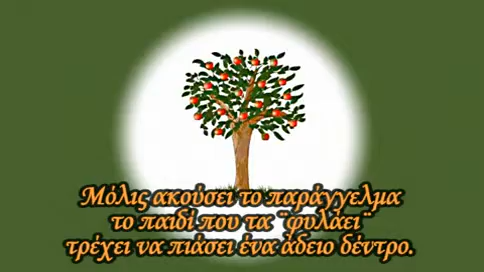 Μόλις ακούσει το παράγγελμα
το παιδί που τα ¨φυλάει¨
τρέχει να πιάσει ένα άδειο δέντρο.